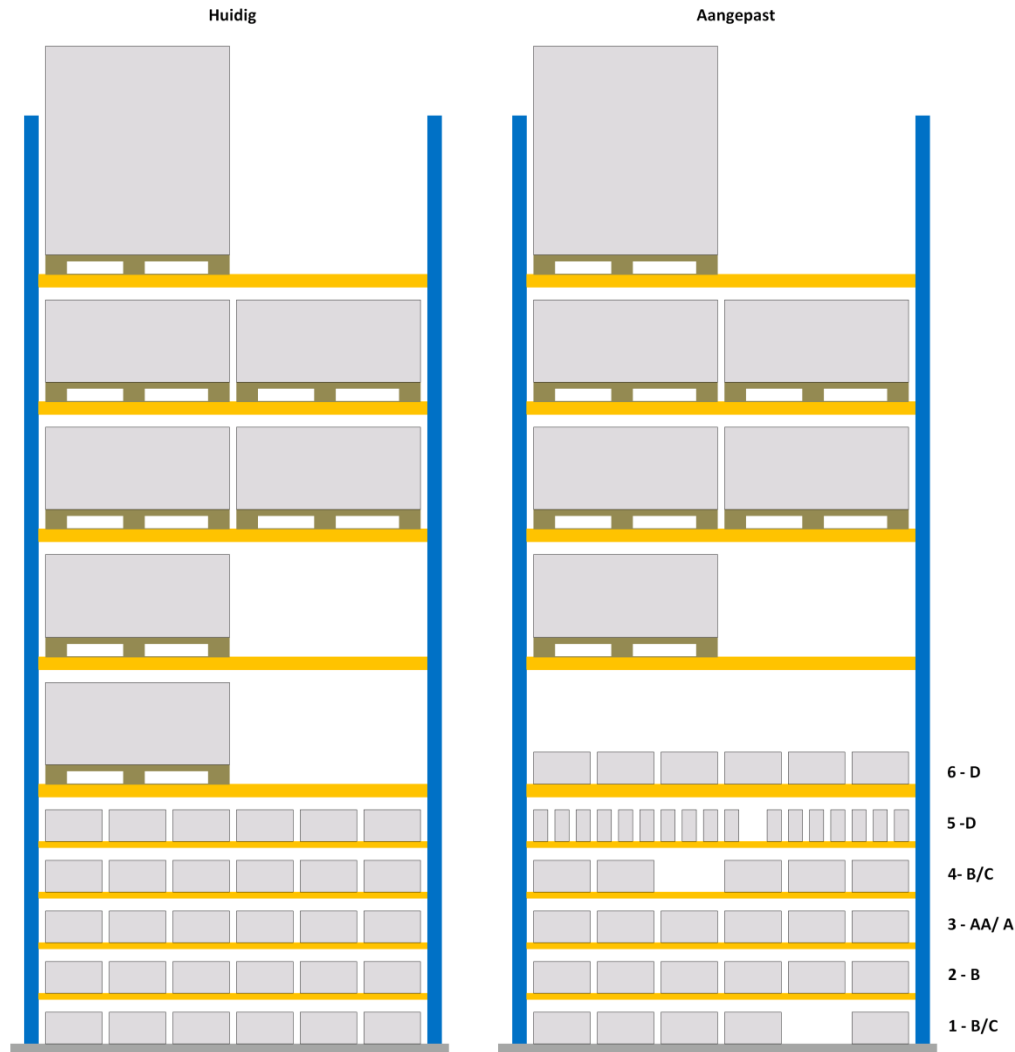 Huidig
Aangepast
6 - D
5 -D
4- B/C
3 - AA/ A
2 - B
1 - B/C